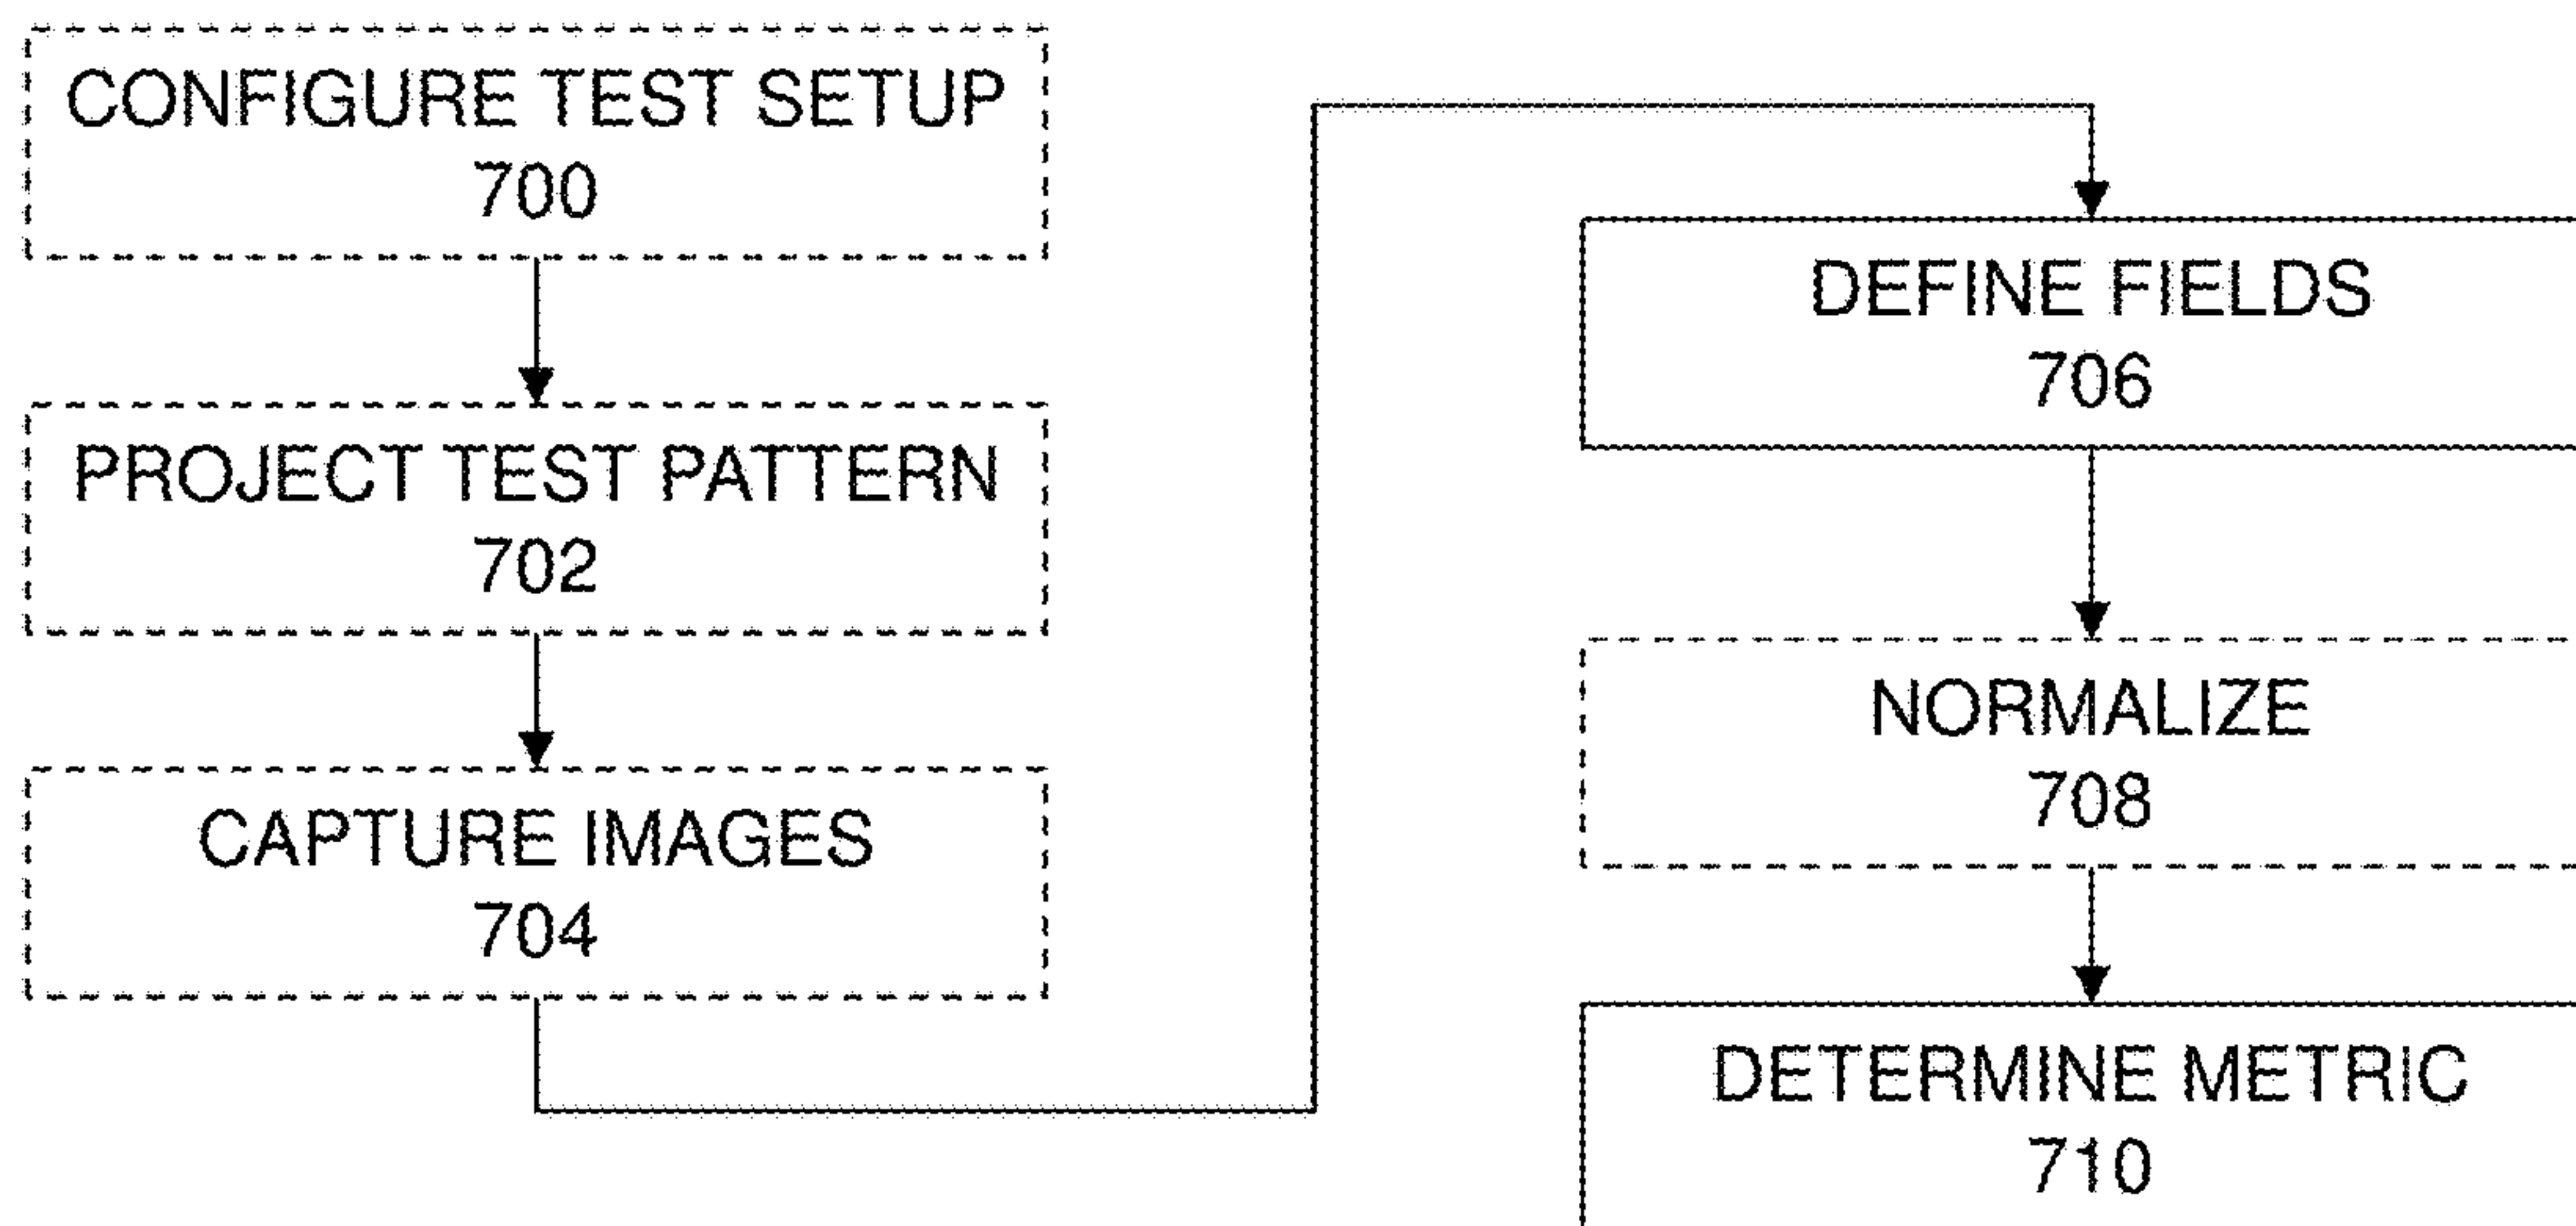 CONFIGURE TEST SETUP
700
PROJECT TEST PATTERN
702
CAPTURE IMAGES
704
DEFINE FIELDS
706
NORMALIZE
708
DETERMINE METRIC
710